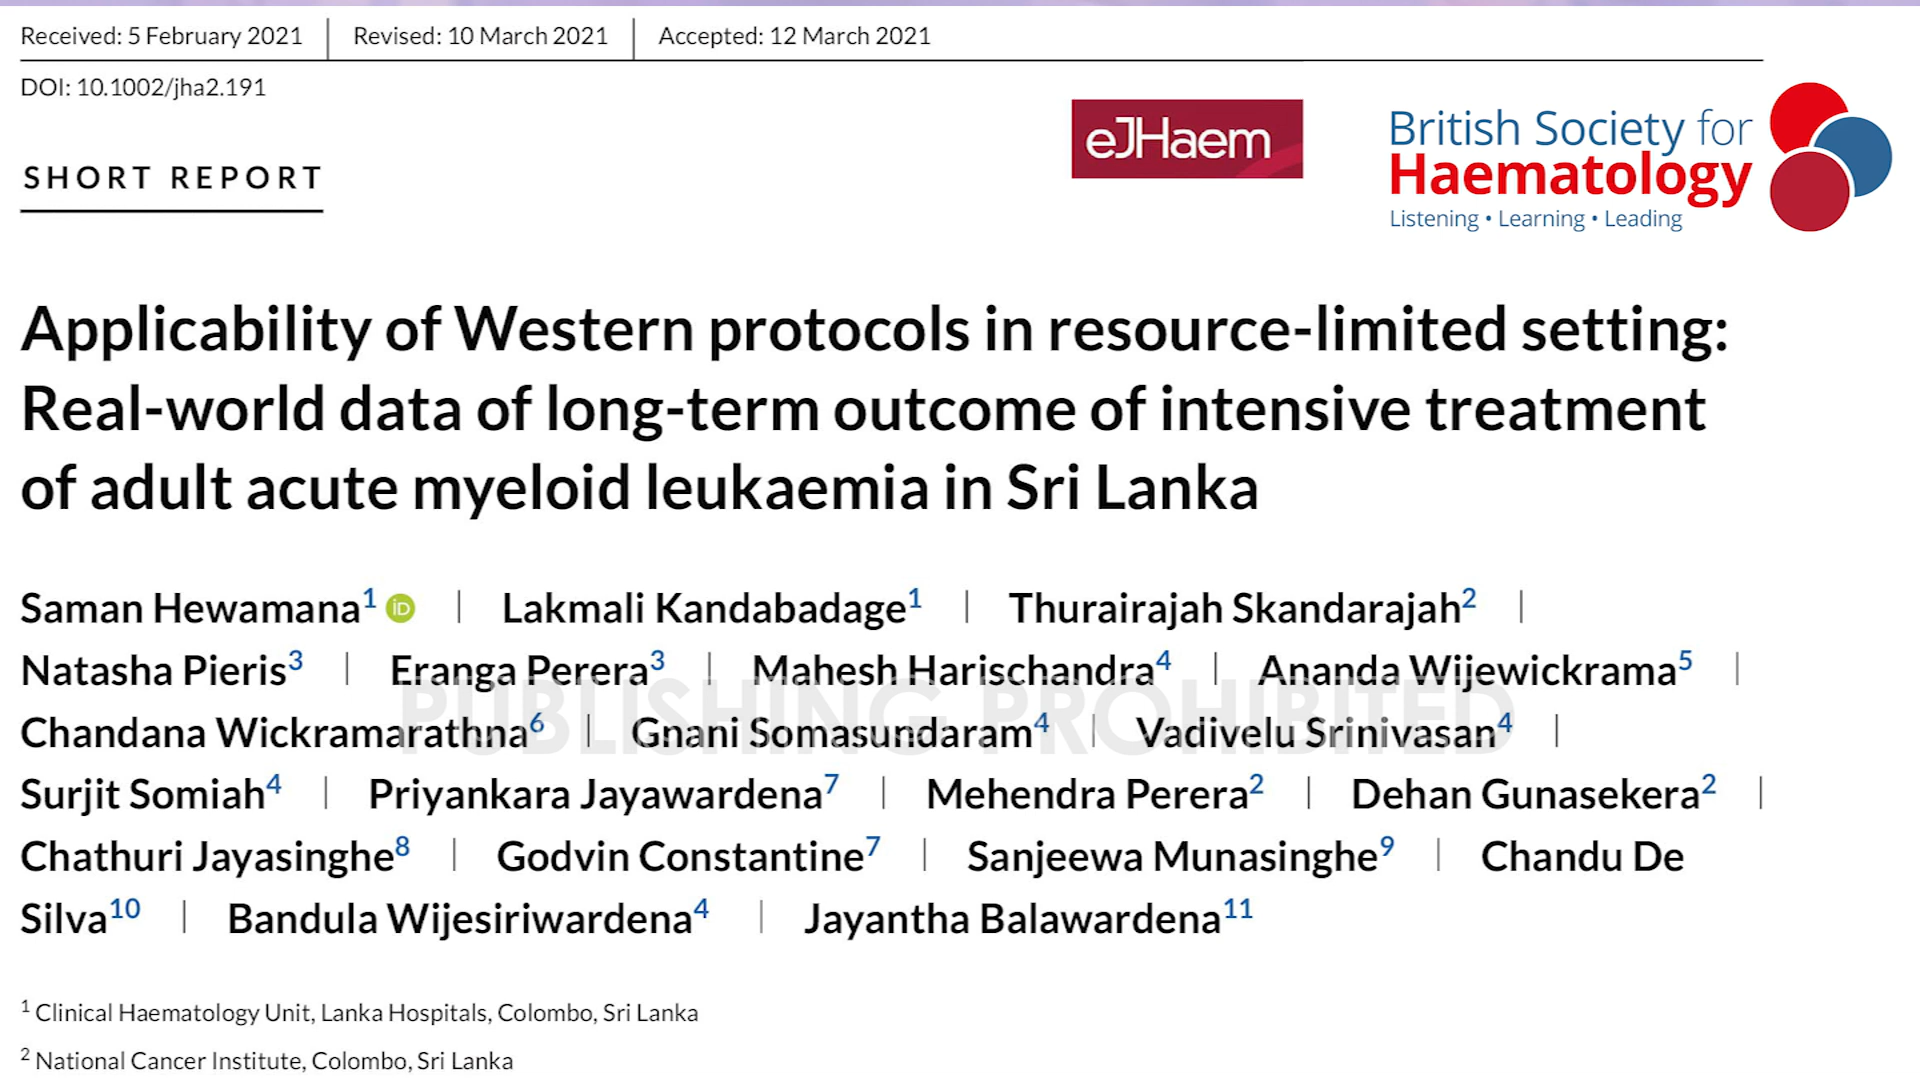 Received: 5 February 2021 | Revised: 10 March 2021 | Accepted: 12 March 2021
DOI: 10.1002/jha2.191
eJHaem
British Society for
Haematology
Listening • Learning • Leading
SHORT REPORT
Applicability of Western protocols in resource-limited setting:
Real-world data of long-term outcome of intensive treatment
of adult acute myeloid leukaemia in Sri Lanka
Saman Hewamana1 iD | Lakmali Kandabadage1 | Thurairajah Skandarajah2 |
Natasha Pieris3 | Eranga Perera3 | Mahesh Harischandra4 | Ananda Wijewickrama5 |
PUBLISHING PROHIBITED
Chandana Wickramarathna6 | Gnani Somasundaram4 | Vadivelu Srinivasan4 |
Surjit Somiah4 | Priyankara Jayawardena7 | Mehendra Perera2 | Dehan Gunasekera2 |
Chathuri Jayasinghe8 | Godvin Constantine7 | Sanjeewa Munasinghe9 | Chandu De
Silva10 | Bandula Wijesiriwardena4 | Jayantha Balawardena11
1 Clinical Haematology Unit, Lanka Hospitals, Colombo, Sri Lanka
2 National Cancer Institute, Colombo, Sri Lanka